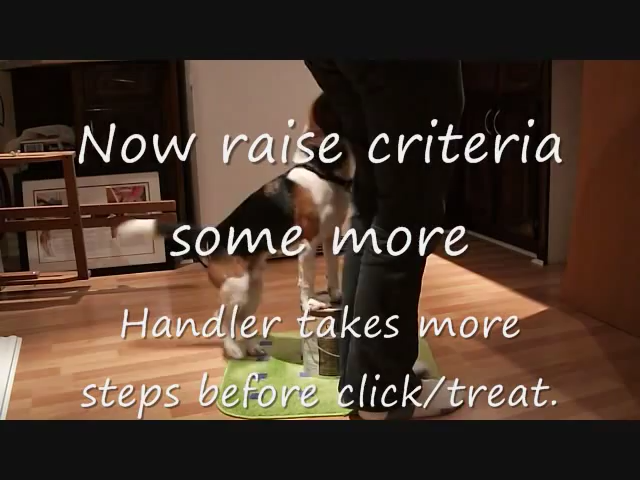 Now raise criteria
some more
Handler takes more
steps before click/treat.